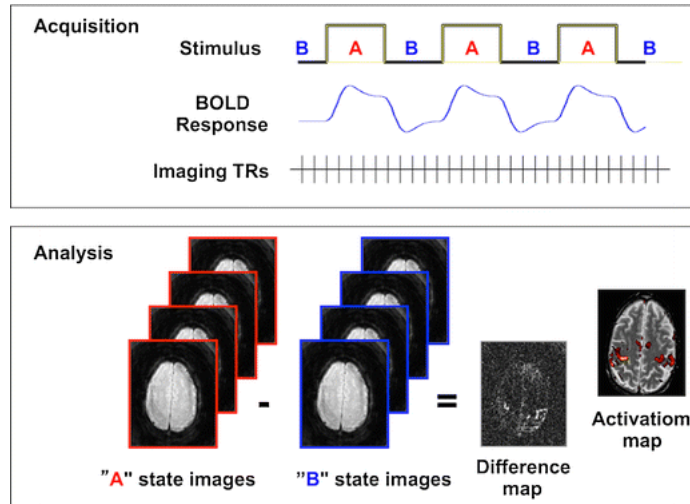 Acquisition
Stimulus
B A B A B A B
BOLD
Response
Imaging TRs
Analysis
-
=
"A" state images
"B" state images
Difference
map
Activatiom
map